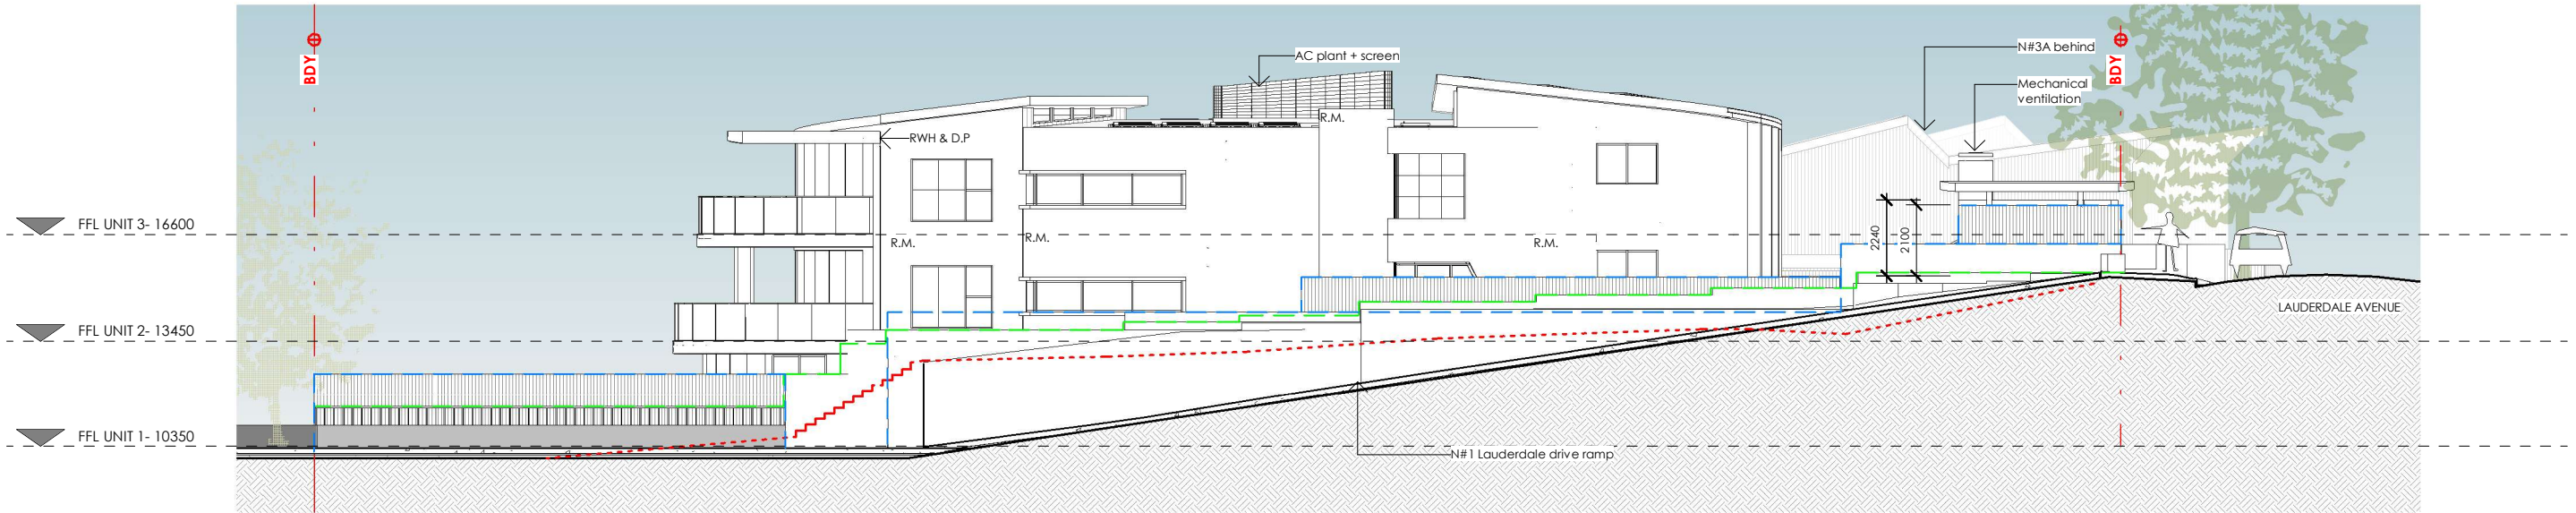 BDY
AC plant + screen
N#3A behind
BDY
Mechanical
ventilation
R.M.
RWH & D.P
FFL UNIT 3- 16600
R.M.
R.M.
R.M.
2240
2100
LAUDERDALE AVENUE
FFL UNIT 2- 13450
FFL UNIT 1- 10350
N#1 Lauderdale drive ramp